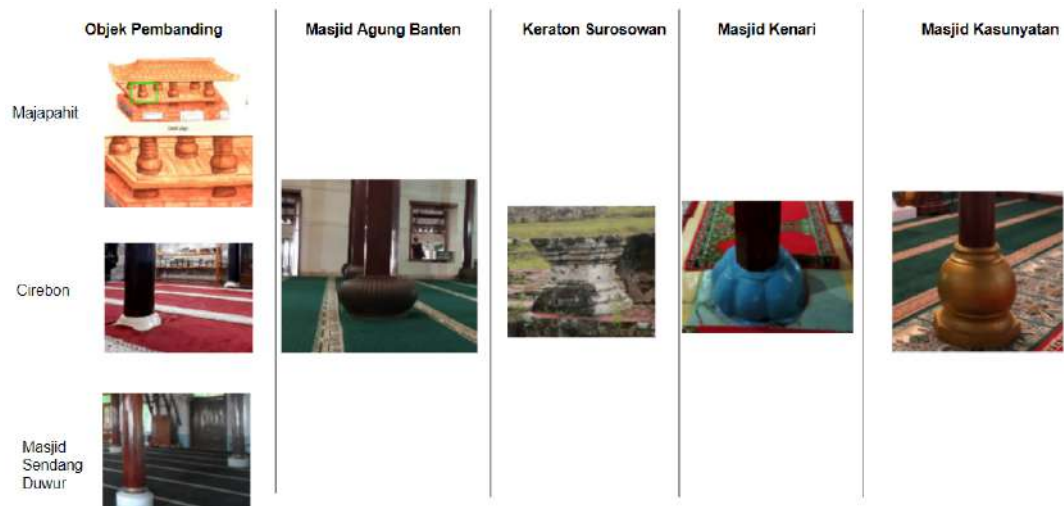 Objek Pembanding
Masjid Agung Banten
Keraton Surosowan
Masjid Kenari
Masjid Kasunyatan
Majapahit
Cirebon
Masjid
Sendang
Duwur